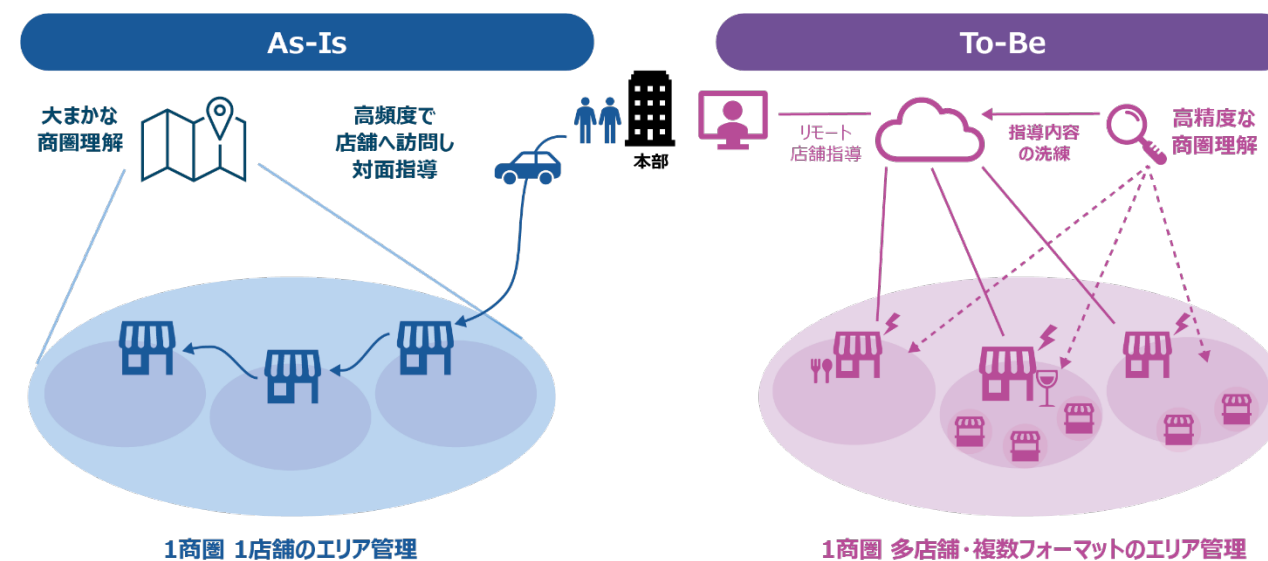 As-Is
To-Be
大まかな
商圏理解
高頻度で
店舗へ訪問し
対面指導
本部
リモート
店舗指導
指導内容
の洗練
高精度な
商圏理解
1商圏 1店舗のエリア管理
1商圏 多店舗・複数フォーマットのエリア管理